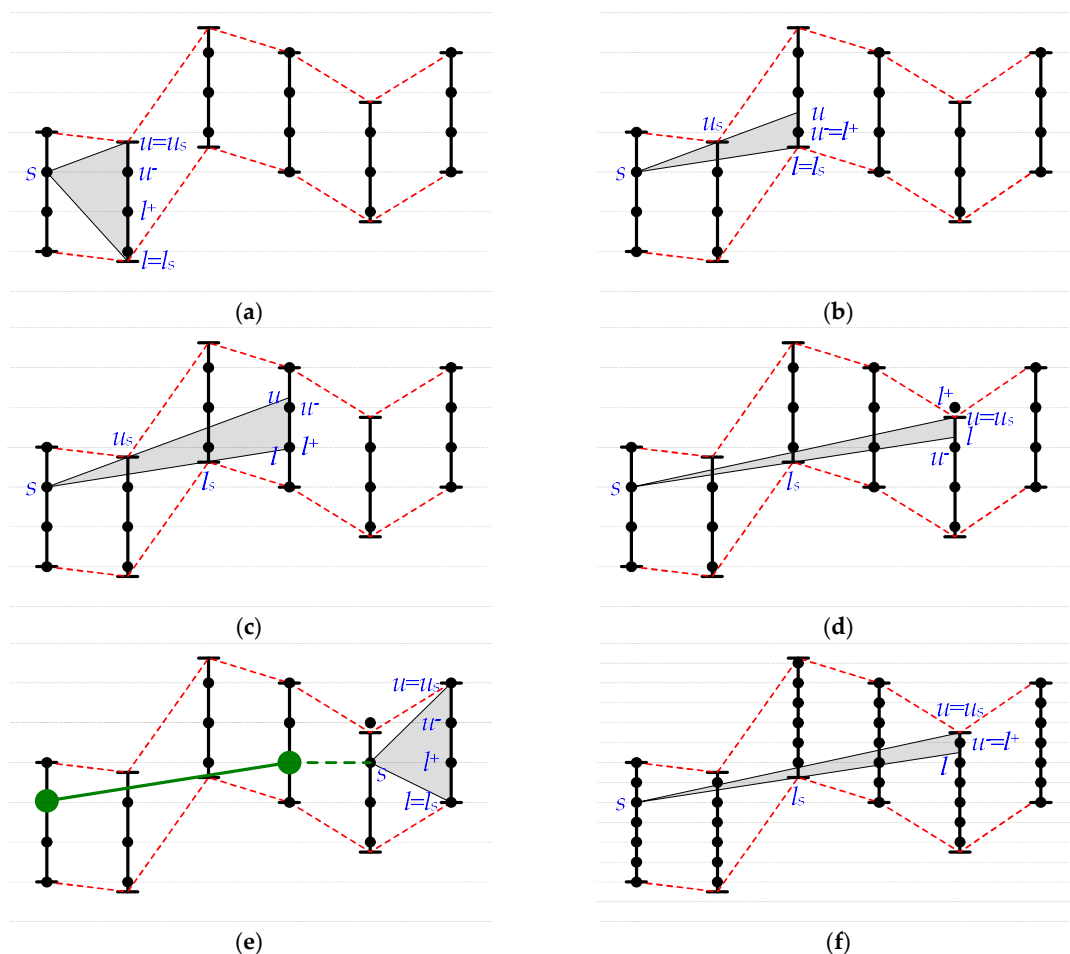 s
u=uₛ
u⁻
l⁺
l=lₛ
(a)
uₛ
u
u⁻=l⁺
l=lₛ
s
(b)
uₛ
u
u⁻
l
l⁺
s
lₛ
(c)
l⁺
u=uₛ
l
u⁻
s
lₛ
(d)
u=uₛ
u⁻
l⁺
s
l=lₛ
(e)
u=uₛ
u⁻=l⁺
l
s
lₛ
(f)